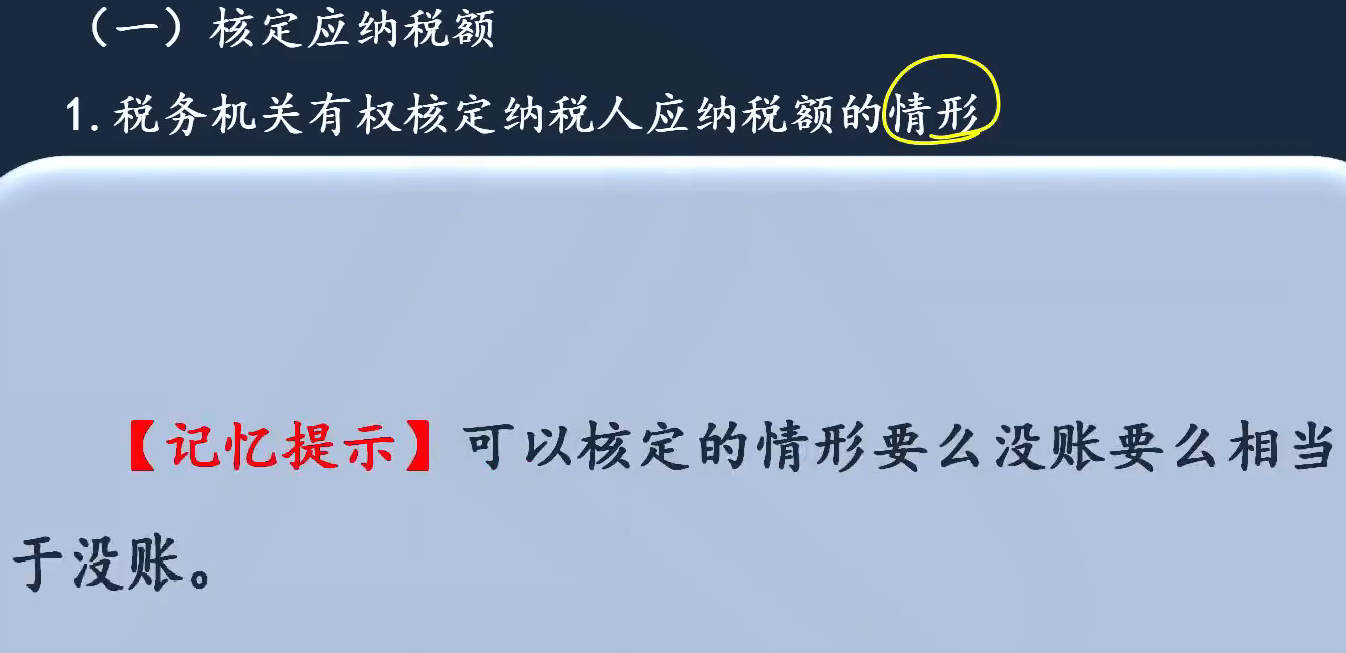 （一）核定应纳税额
1.税务机关有权核定纳税人应纳税额的情形
【记忆提示】可以核定的情形要么没账要么相当
于没账。